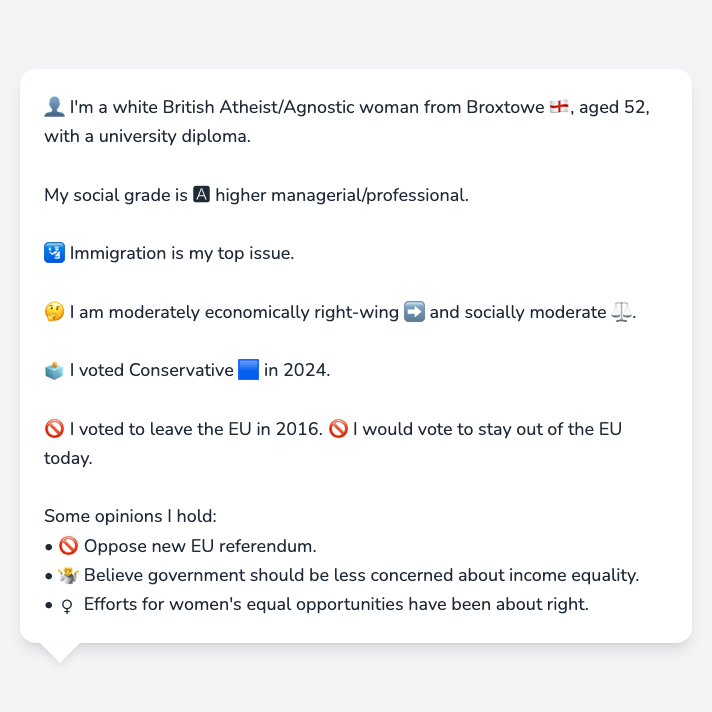 👤 I'm a white British Atheist/Agnostic woman from Broxtowe 🏴󠁧󠁢󠁥󠁮󠁧󠁿, aged 52,
with a university diploma.
My social grade is 🅰 higher managerial/professional.
🛂 Immigration is my top issue.
🤔 I am moderately economically right-wing ➡️ and socially moderate ⚖️.
🗳️ I voted Conservative 🟦 in 2024.
🚫 I voted to leave the EU in 2016. 🚫 I would vote to stay out of the EU
today.
Some opinions I hold:
• 🚫 Oppose new EU referendum.
• 🤷 Believe government should be less concerned about income equality.
• ♀ Efforts for women's equal opportunities have been about right.